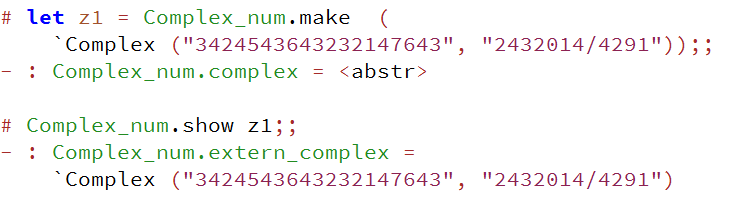 # let z1 = Complex_num.make  (
    `Complex ("3424543643232147643", "2432014/4291"));;
- : Complex_num.complex = <abstr>

# Complex_num.show z1;;
- : Complex_num.extern_complex =
    `Complex ("3424543643232147643", "2432014/4291")